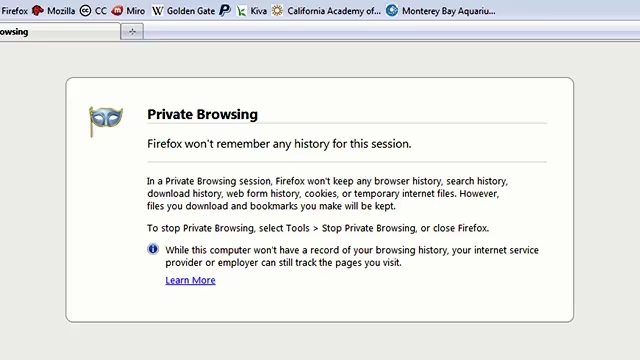 Firefox Mozilla CC Miro Golden Gate Kiva California Academy of... Monterey Bay Aquariu...
owsing
Private Browsing
Firefox won't remember any history for this session.
In a Private Browsing session, Firefox won't keep any browser history, search history,
download history, web form history, cookies, or temporary internet files. However,
files you download and bookmarks you make will be kept.
To stop Private Browsing, select Tools > Stop Private Browsing, or close Firefox.
While this computer won't have a record of your browsing history, your internet service
provider or employer can still track the pages you visit.
Learn More